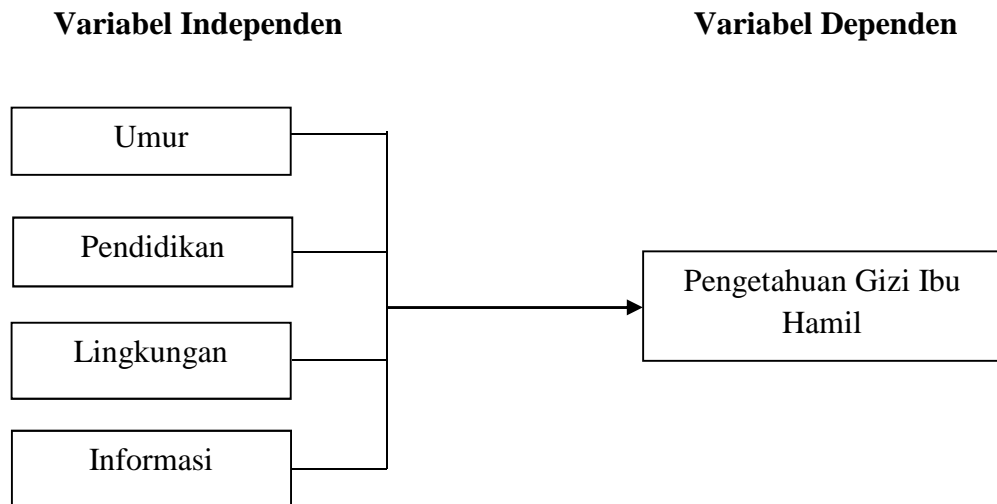 Variabel Independen
Variabel Dependen
Umur
Pendidikan
Lingkungan
Informasi
Pengetahuan Gizi Ibu
Hamil